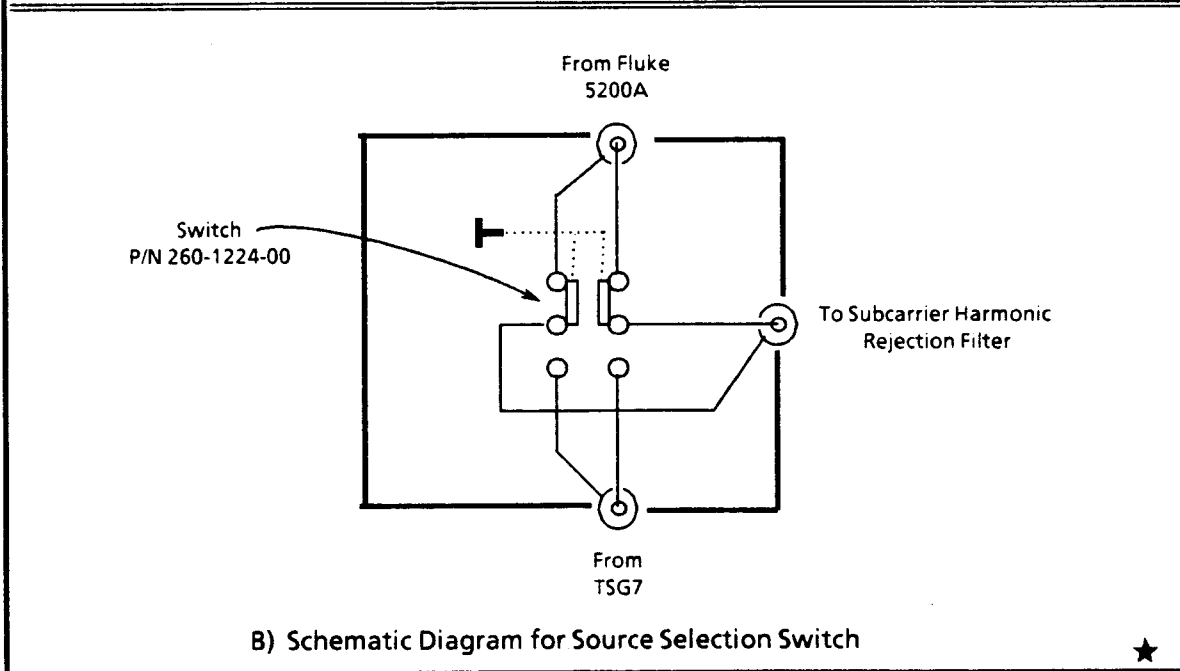 From Fluke
5200A
Switch
P/N 260-1224-00
To Subcarrier Harmonic
Rejection Filter
From
TSG7
B) Schematic Diagram for Source Selection Switch